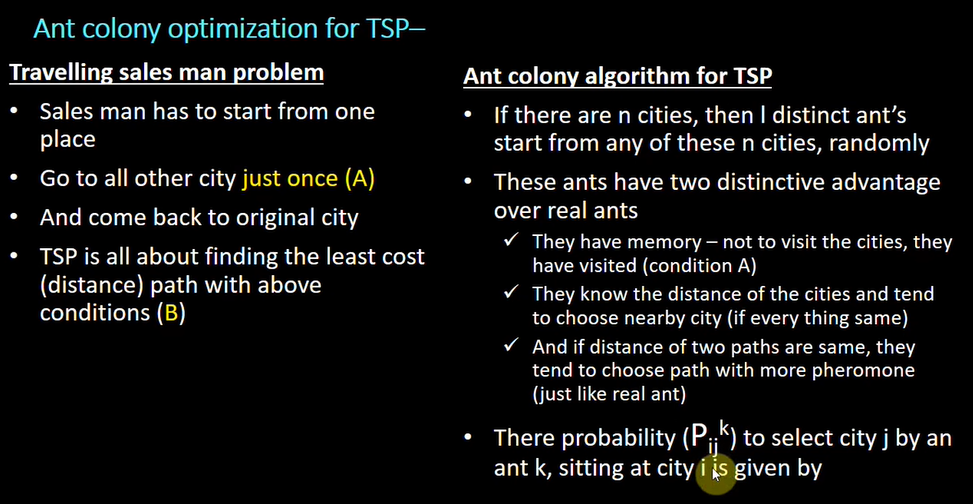 Ant colony optimization for TSP–
Travelling sales man problem
• Sales man has to start from one
place
• Go to all other city just once (A)
• And come back to original city
• TSP is all about finding the least cost
(distance) path with above
conditions (B)
Ant colony algorithm for TSP
• If there are n cities, then l distinct ant's
start from any of these n cities, randomly
• These ants have two distinctive advantage
over real ants
✓ They have memory – not to visit the cities, they
have visited (condition A)
✓ They know the distance of the cities and tend
to choose nearby city (if every thing same)
✓ And if distance of two paths are same, they
tend to choose path with more pheromone
(just like real ant)
• There probability (Pᵢⱼᵏ) to select city j by an
ant k, sitting at city i is given by